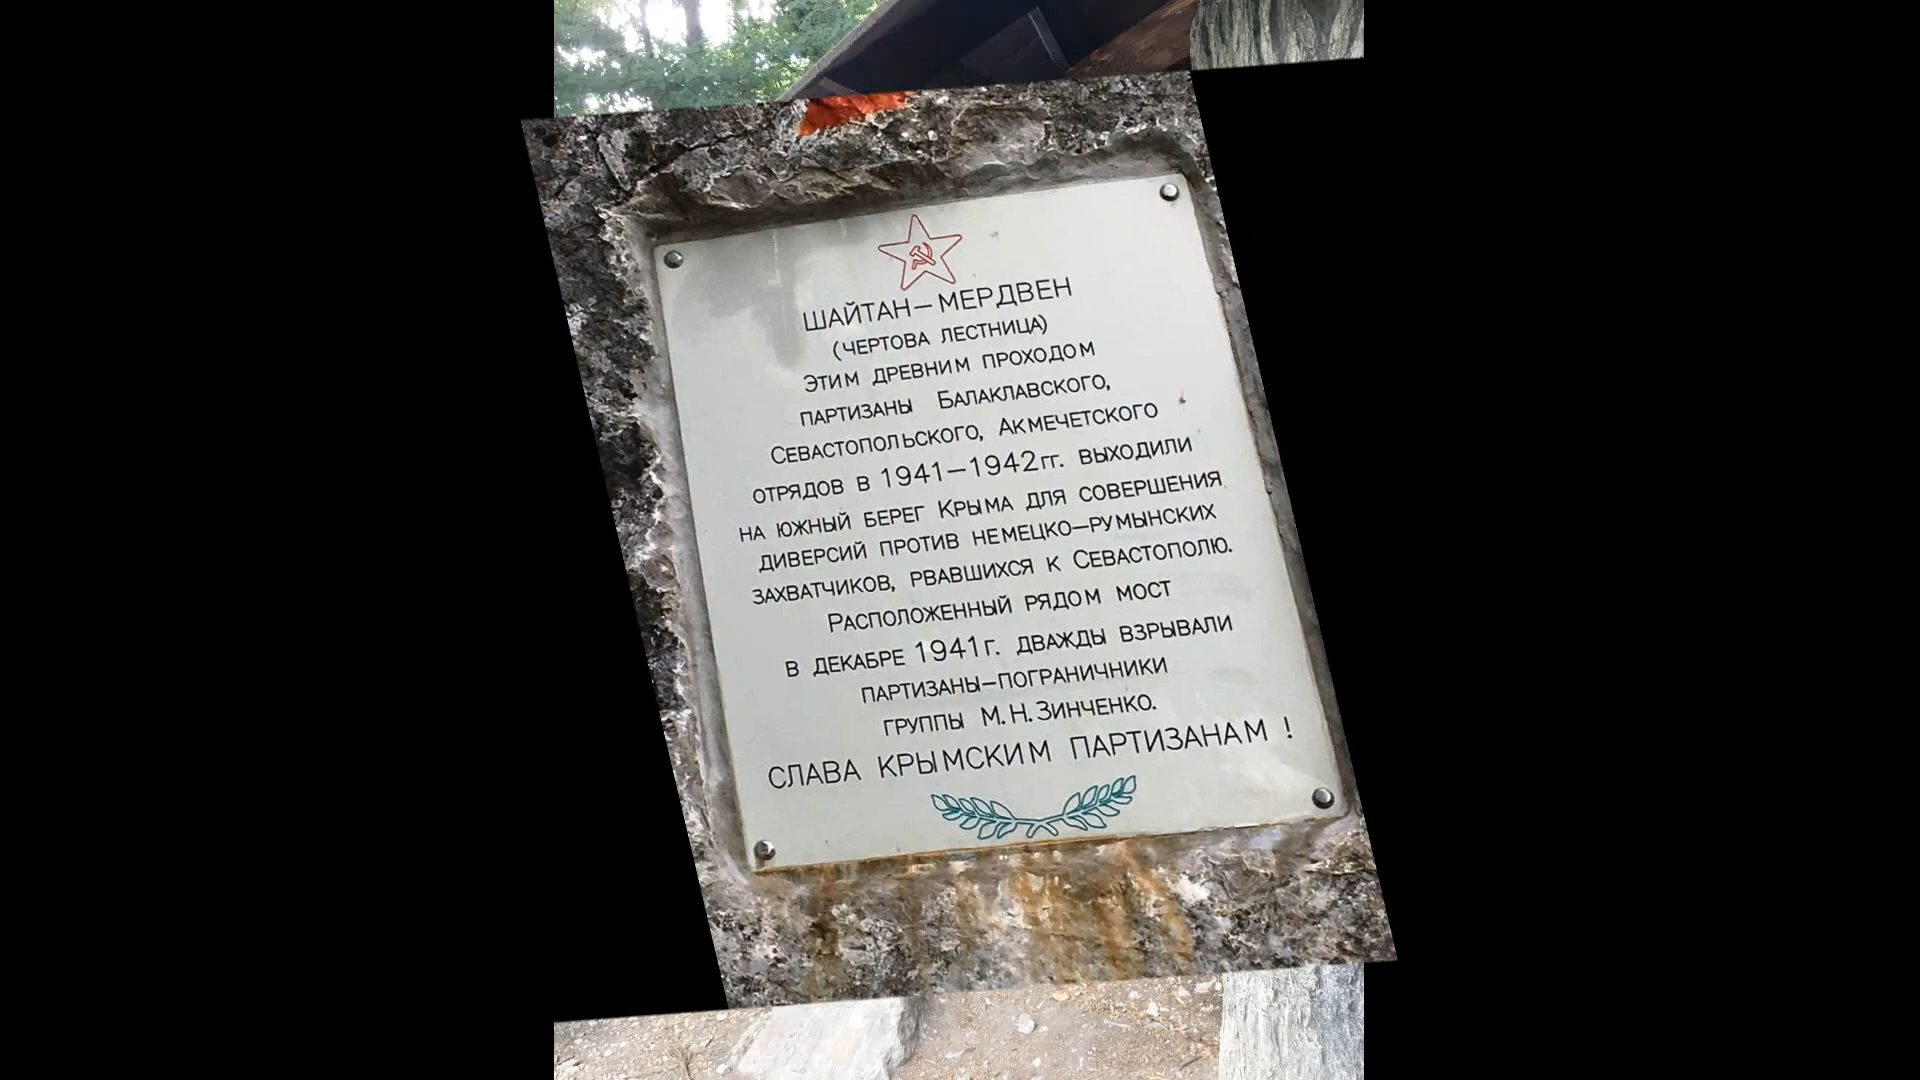 ШАЙТАН–МЕРДВЕН
(ЧЕРТОВА ЛЕСТНИЦА)
ЭТИМ ДРЕВНИМ ПРОХОДОМ
ПАРТИЗАНЫ БАЛАКЛАВСКОГО,
СЕВАСТОПОЛЬСКОГО, АКМЕЧЕТСКОГО
ОТРЯДОВ В 1941–1942гг. ВЫХОДИЛИ
НА ЮЖНЫЙ БЕРЕГ КРЫМА ДЛЯ СОВЕРШЕНИЯ
ДИВЕРСИЙ ПРОТИВ НЕМЕЦКО–РУМЫНСКИХ
ЗАХВАТЧИКОВ, РВАВШИХСЯ К СЕВАСТОПОЛЮ.
РАСПОЛОЖЕННЫЙ РЯДОМ МОСТ
В ДЕКАБРЕ 1941г. ДВАЖДЫ ВЗРЫВАЛИ
ПАРТИЗАНЫ–ПОГРАНИЧНИКИ
ГРУППЫ М.Н.ЗИНЧЕНКО.
СЛАВА КРЫМСКИМ ПАРТИЗАНАМ !